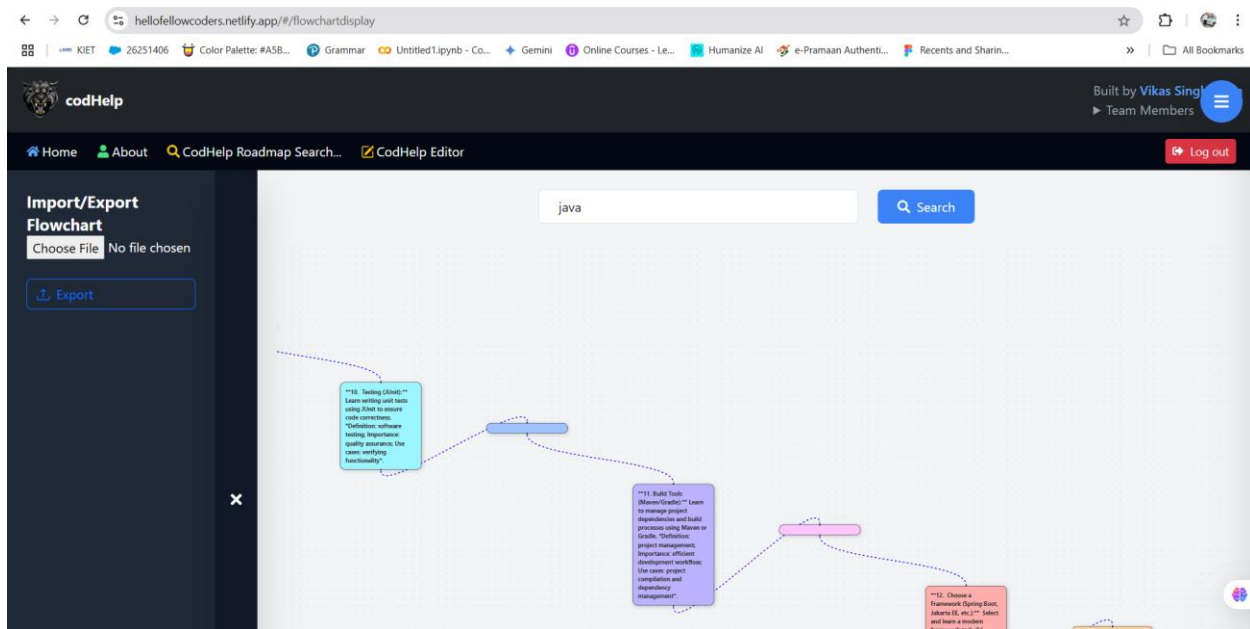 hellofellowcoders.netlify.app/#/flowchartdisplay
KIET
26251406
Color Palette: #A5B...
Grammar
Untitled1.ipynb - Co...
Gemini
Online Courses - Le...
Humanize AI
e-Pramaan Authenti...
Recents and Sharin...
»
All Bookmarks
codHelp
Built by Vikas Sing
Team Members
Home
About
CodHelp Roadmap Search...
CodHelp Editor
Log out
Import/Export
Flowchart
Choose File No file chosen
Export
java
Search
**10. Testing (JUnit):**
Learn writing unit tests
using JUnit to ensure
code correctness.
*Definition: software
testing; Importance:
quality assurance; Use
cases: verifying
functionality*.
**11. Build Tools
(Maven/Gradle):** Learn
to manage project
dependencies and build
processes using Maven or
Gradle. *Definition:
project management;
Importance: efficient
development workflow;
Use cases: project
compilation and
dependency
management*.
**12. Choose a
Framework (Spring Boot,
Jakarta EE, etc.):** Select
and learn a modern